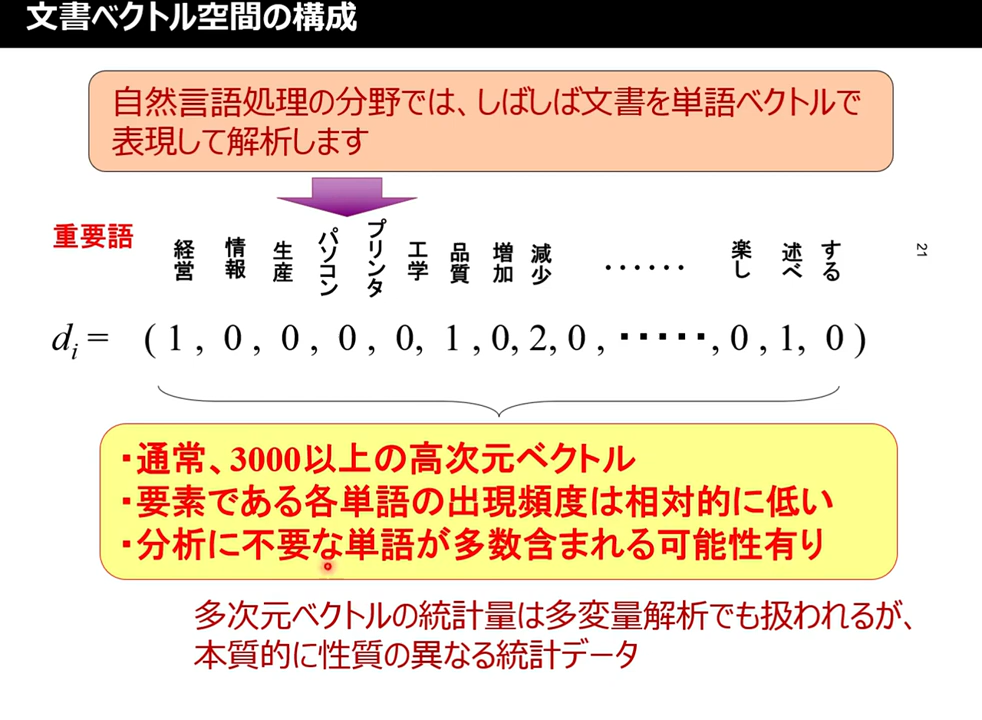 文書ベクトル空間の構成
自然言語処理の分野では、しばしば文書を単語ベクトルで
表現して解析します
重要語
経営 情報 生産 パソコン プリンタ 工学 品質 増加 減少 ・・・・・・ 楽し 述べ する
21
di = ( 1 , 0 , 0 , 0 , 0, 1 , 0, 2, 0 , ・・・・・, 0 , 1, 0 )
・通常、3000以上の高次元ベクトル
・要素である各単語の出現頻度は相対的に低い
・分析に不要な単語が多数含まれる可能性有り
多次元ベクトルの統計量は多変量解析でも扱われるが、
本質的に性質の異なる統計データ